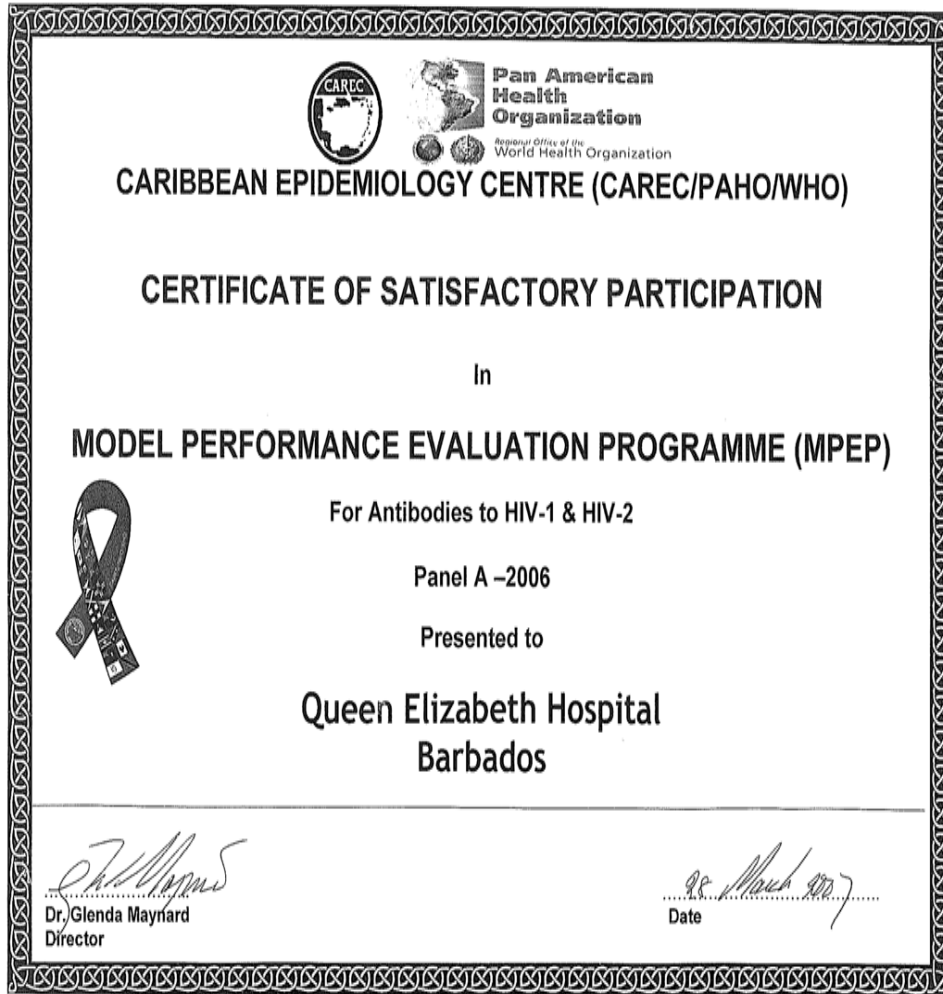 CAREC
Pan American
Health
Organization
Regional Office of the
World Health Organization
CARIBBEAN EPIDEMIOLOGY CENTRE (CAREC/PAHO/WHO)
CERTIFICATE OF SATISFACTORY PARTICIPATION
In
MODEL PERFORMANCE EVALUATION PROGRAMME (MPEP)
For Antibodies to HIV-1 & HIV-2
Panel A –2006
Presented to
Queen Elizabeth Hospital
Barbados
28 March 2007
Dr. Glenda Maynard
Director
Date